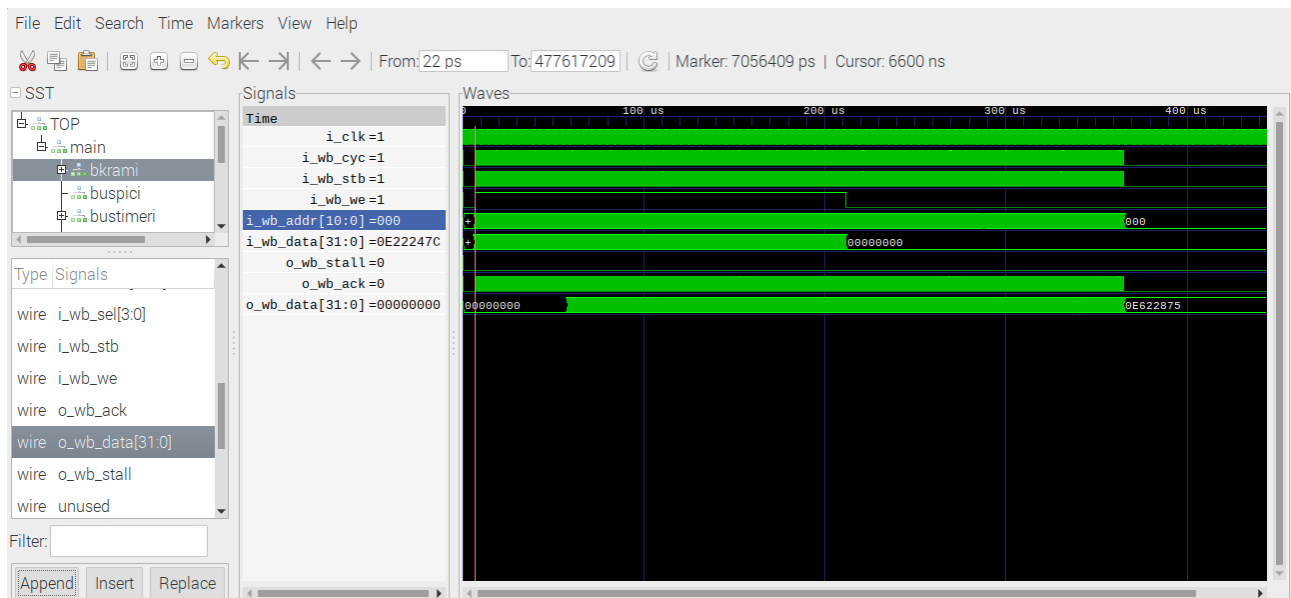 File Edit Search Time Markers View Help
From: 22 ps To: 477617209 | Marker: 7056409 ps | Cursor: 6600 ns
SST
TOP
main
bkrami
buspici
bustimeri
Type Signals
wire i_wb_sel[3:0]
wire i_wb_stb
wire i_wb_we
wire o_wb_ack
wire o_wb_data[31:0]
wire o_wb_stall
wire unused
Filter:
Append Insert Replace
Signals
Time
i_clk =1
i_wb_cyc =1
i_wb_stb =1
i_wb_we =1
i_wb_addr[10:0] =000
i_wb_data[31:0] =0E22247C
o_wb_stall =0
o_wb_ack =0
o_wb_data[31:0] =00000000
Waves
100 us 200 us 300 us 400 us
+ 000
+ 00000000
00000000 0E622875